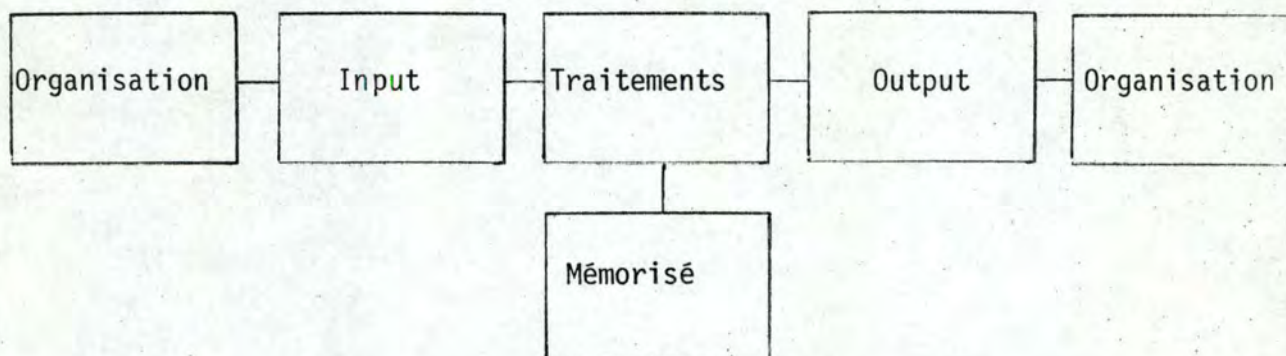 Organisation
Input
Traitements
Output
Organisation
Mémorisé